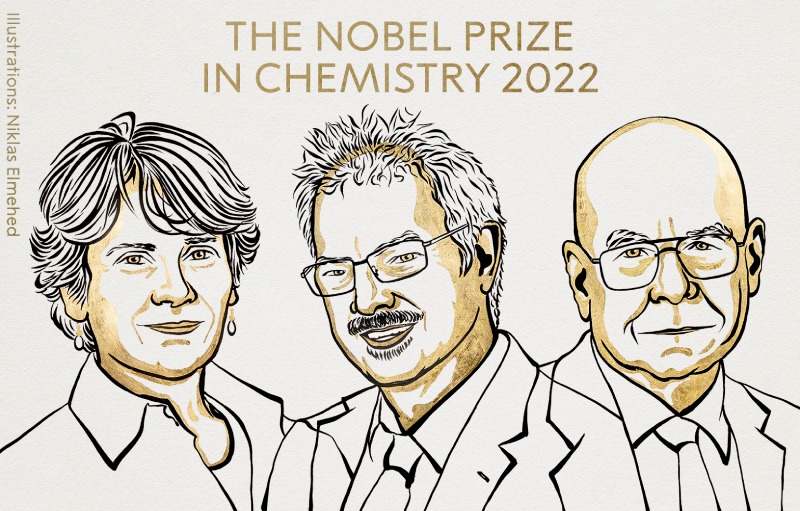 THE NOBEL PRIZE
IN CHEMISTRY 2022
Illustrations: Niklas Elmehed